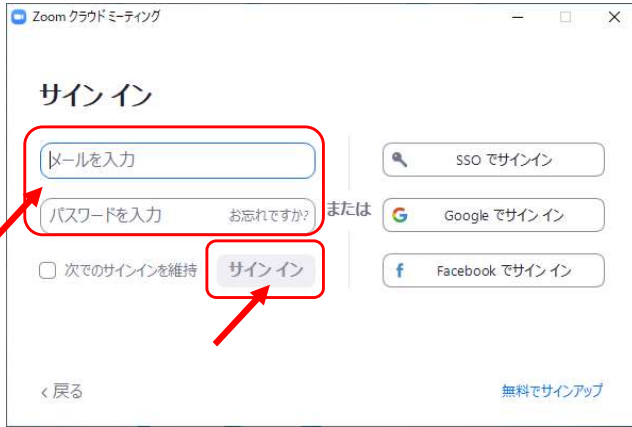 Zoom クラウドミーティング
サイン イン
メールを入力
パスワードを入力 お忘れですか?
次でのサインインを維持 サイン イン
または
SSO でサインイン
Google でサイン イン
Facebook でサイン イン
戻る
無料でサインアップ